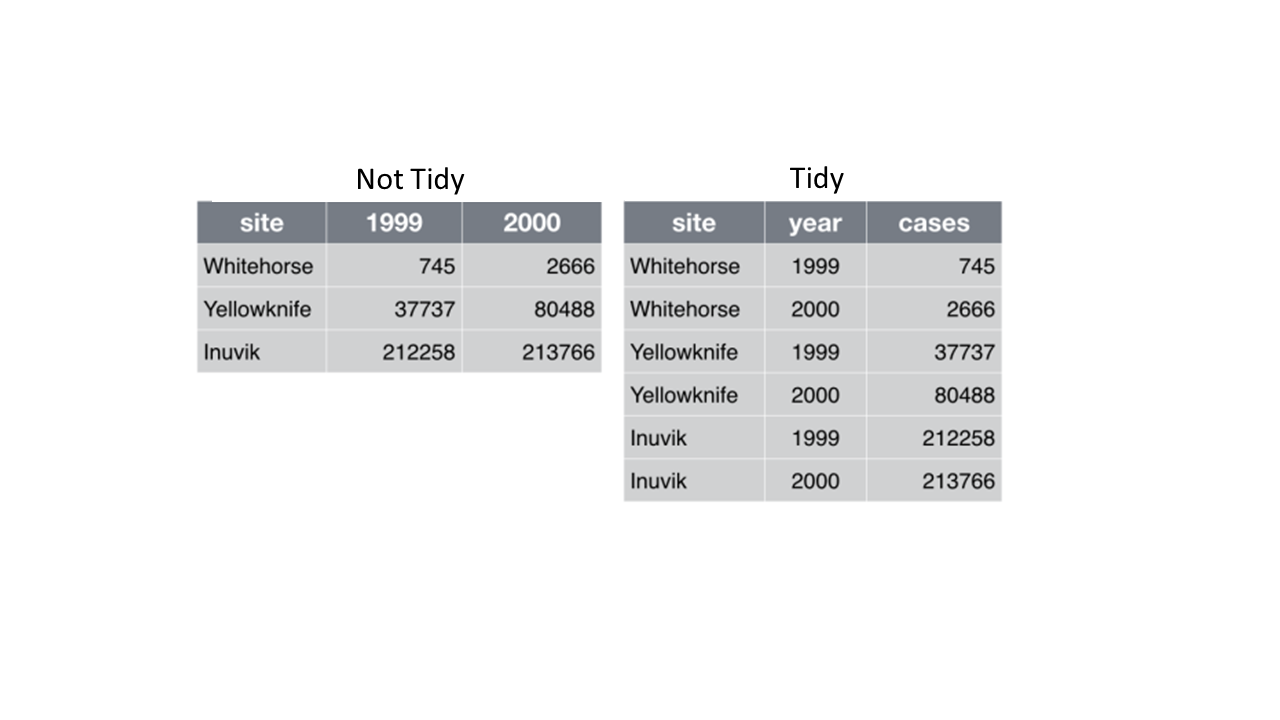 Not Tidy
site 1999 2000
Whitehorse 745 2666
Yellowknife 37737 80488
Inuvik 212258 213766
Tidy
site year cases
Whitehorse 1999 745
Whitehorse 2000 2666
Yellowknife 1999 37737
Yellowknife 2000 80488
Inuvik 1999 212258
Inuvik 2000 213766